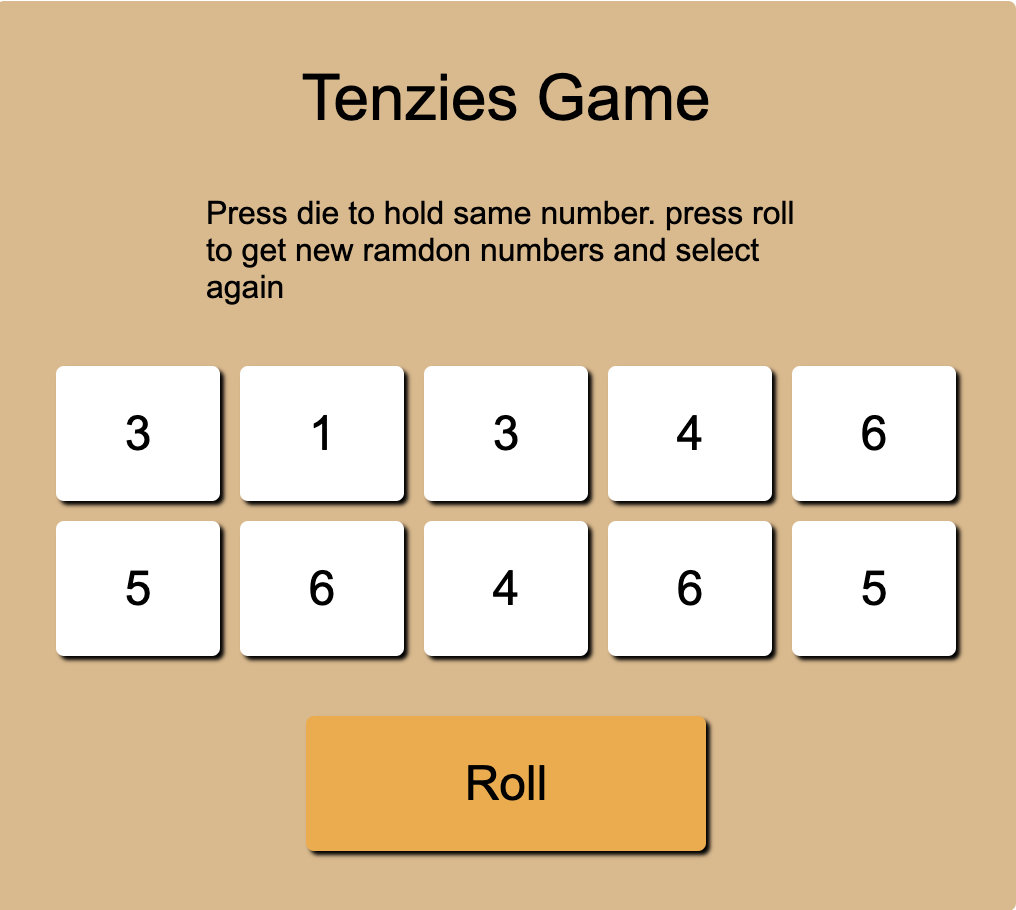 Tenzies Game
Press die to hold same number. press roll
to get new ramdon numbers and select
again
3 1 3 4 6
5 6 4 6 5
Roll